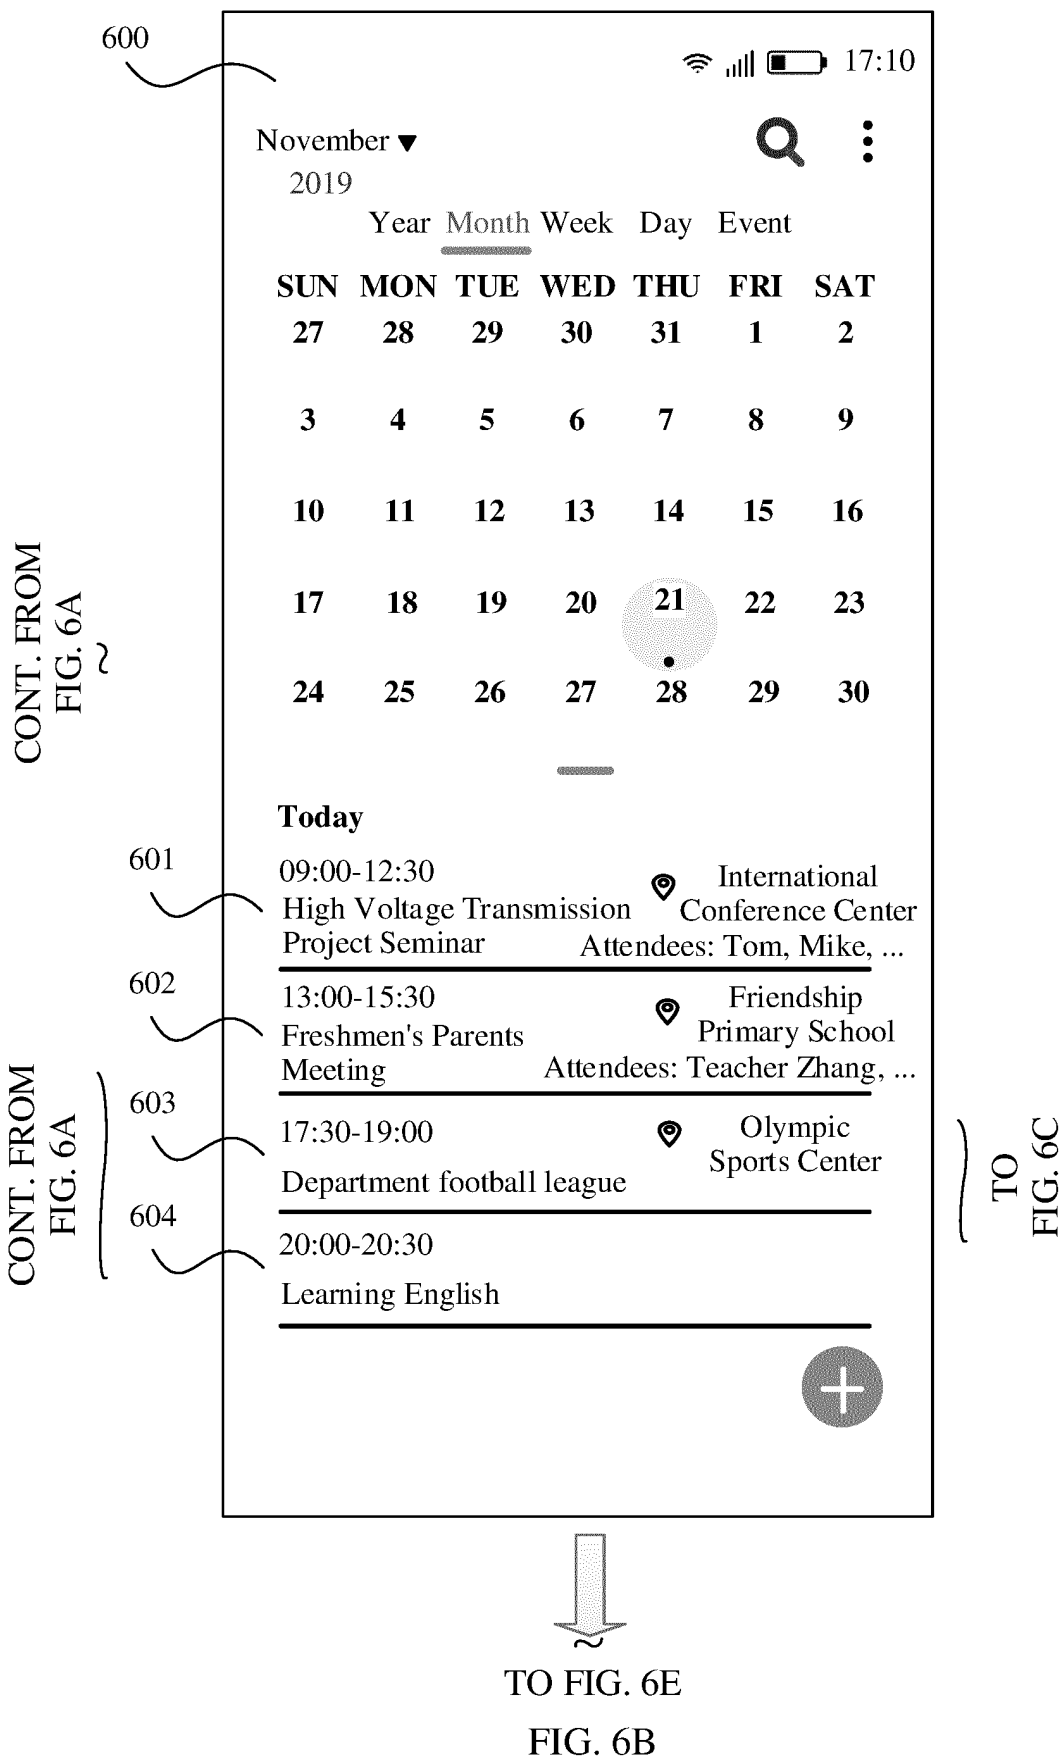 600
17:10
November
2019
Year Month Week Day Event
SUN MON TUE WED THU FRI SAT
27 28 29 30 31 1 2
3 4 5 6 7 8 9
10 11 12 13 14 15 16
17 18 19 20 21 22 23
24 25 26 27 28 29 30
CONT. FROM
FIG. 6A
Today
601
09:00-12:30
High Voltage Transmission
Project Seminar
International
Conference Center
Attendees: Tom, Mike, ...
602
13:00-15:30
Freshmen's Parents
Meeting
Friendship
Primary School
Attendees: Teacher Zhang, ...
CONT. FROM
FIG. 6A
603
17:30-19:00
Department football league
Olympic
Sports Center
TO
FIG. 6C
604
20:00-20:30
Learning English
TO FIG. 6E
FIG. 6B